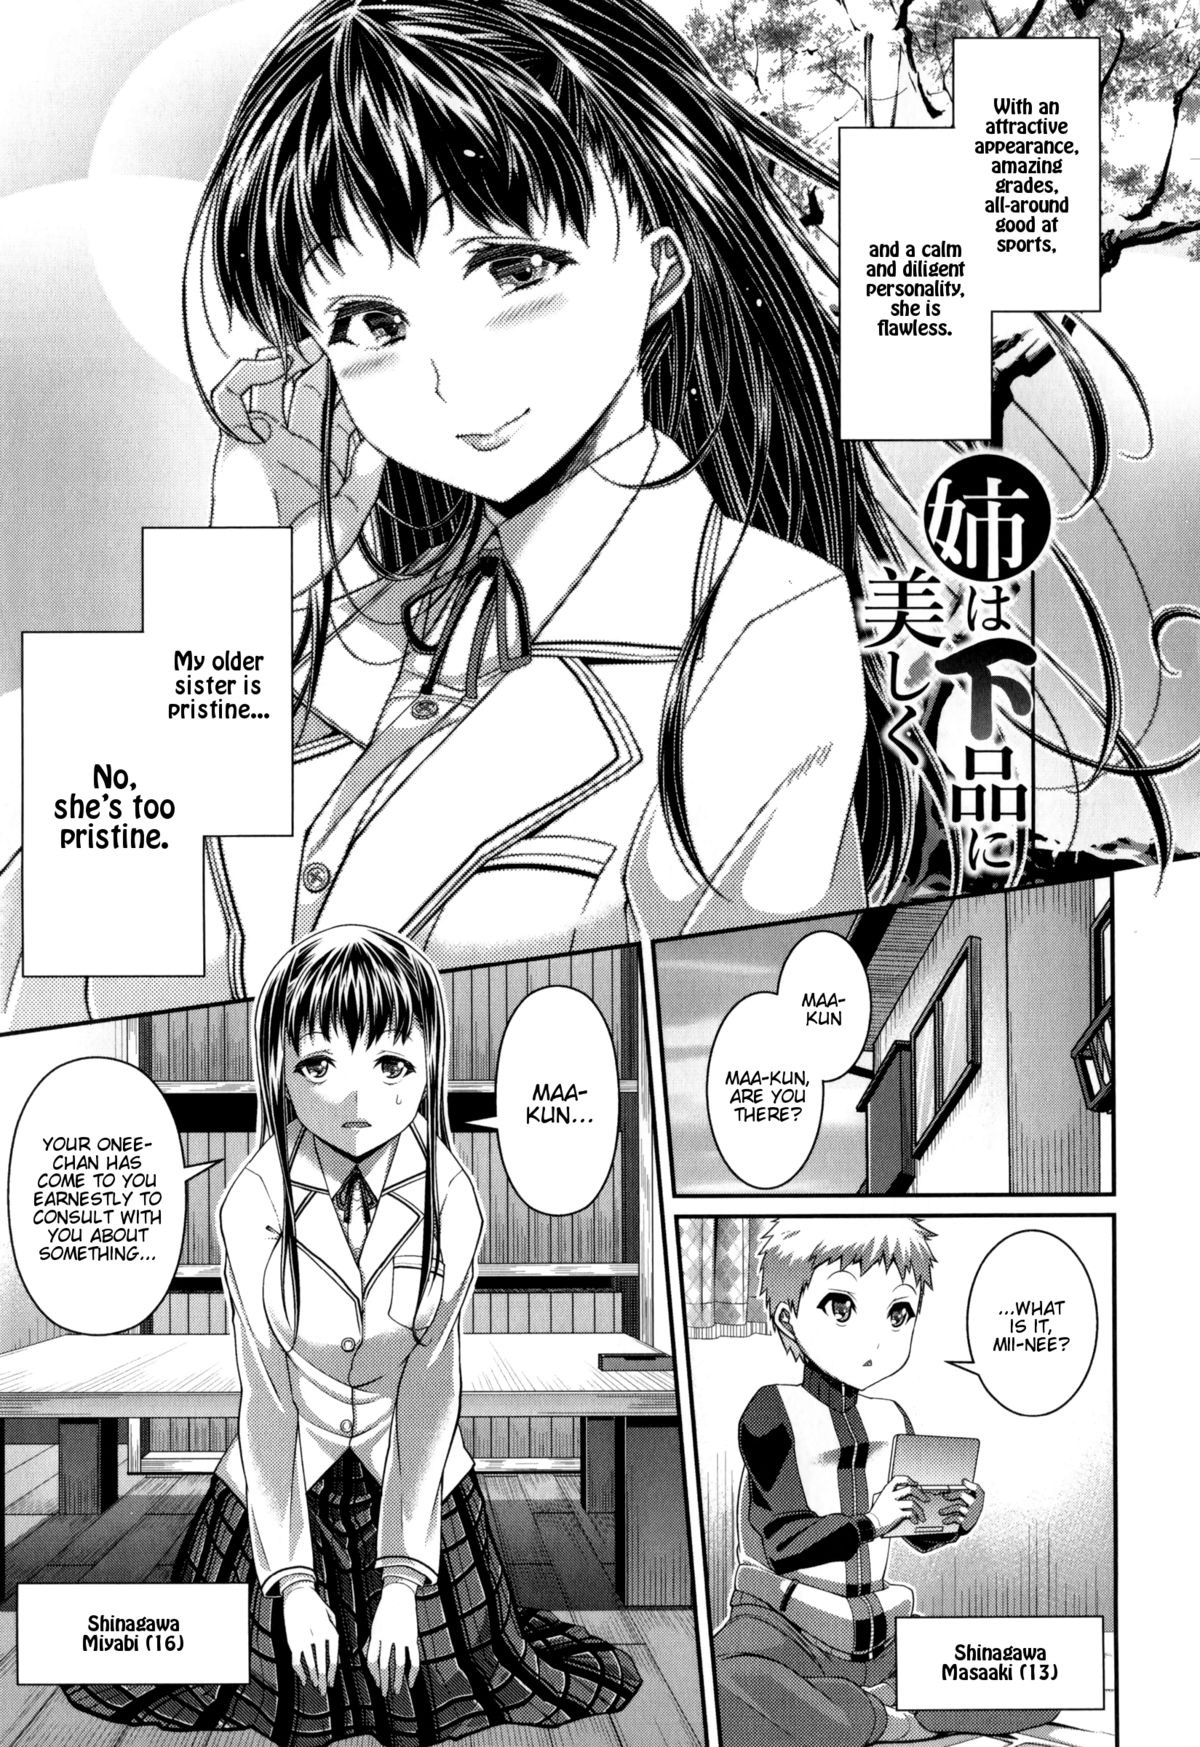 With an
attractive
appearance,
amazing
grades,
all-around
good at
sports,
and a calm
and diligent
personality,
she is
flawless.
姉は下品に
美しく
My older
sister is
pristine...
No,
she's too
pristine.
MAA-
KUN
MAA-KUN,
ARE YOU
THERE?
...WHAT
IS IT,
MII-NEE?
Shinagawa
Masaaki (13)
MAA-
KUN...
YOUR ONEE-
CHAN HAS
COME TO YOU
EARNESTLY TO
CONSULT WITH
YOU ABOUT
SOMETHING...
Shinagawa
Miyabi (16)